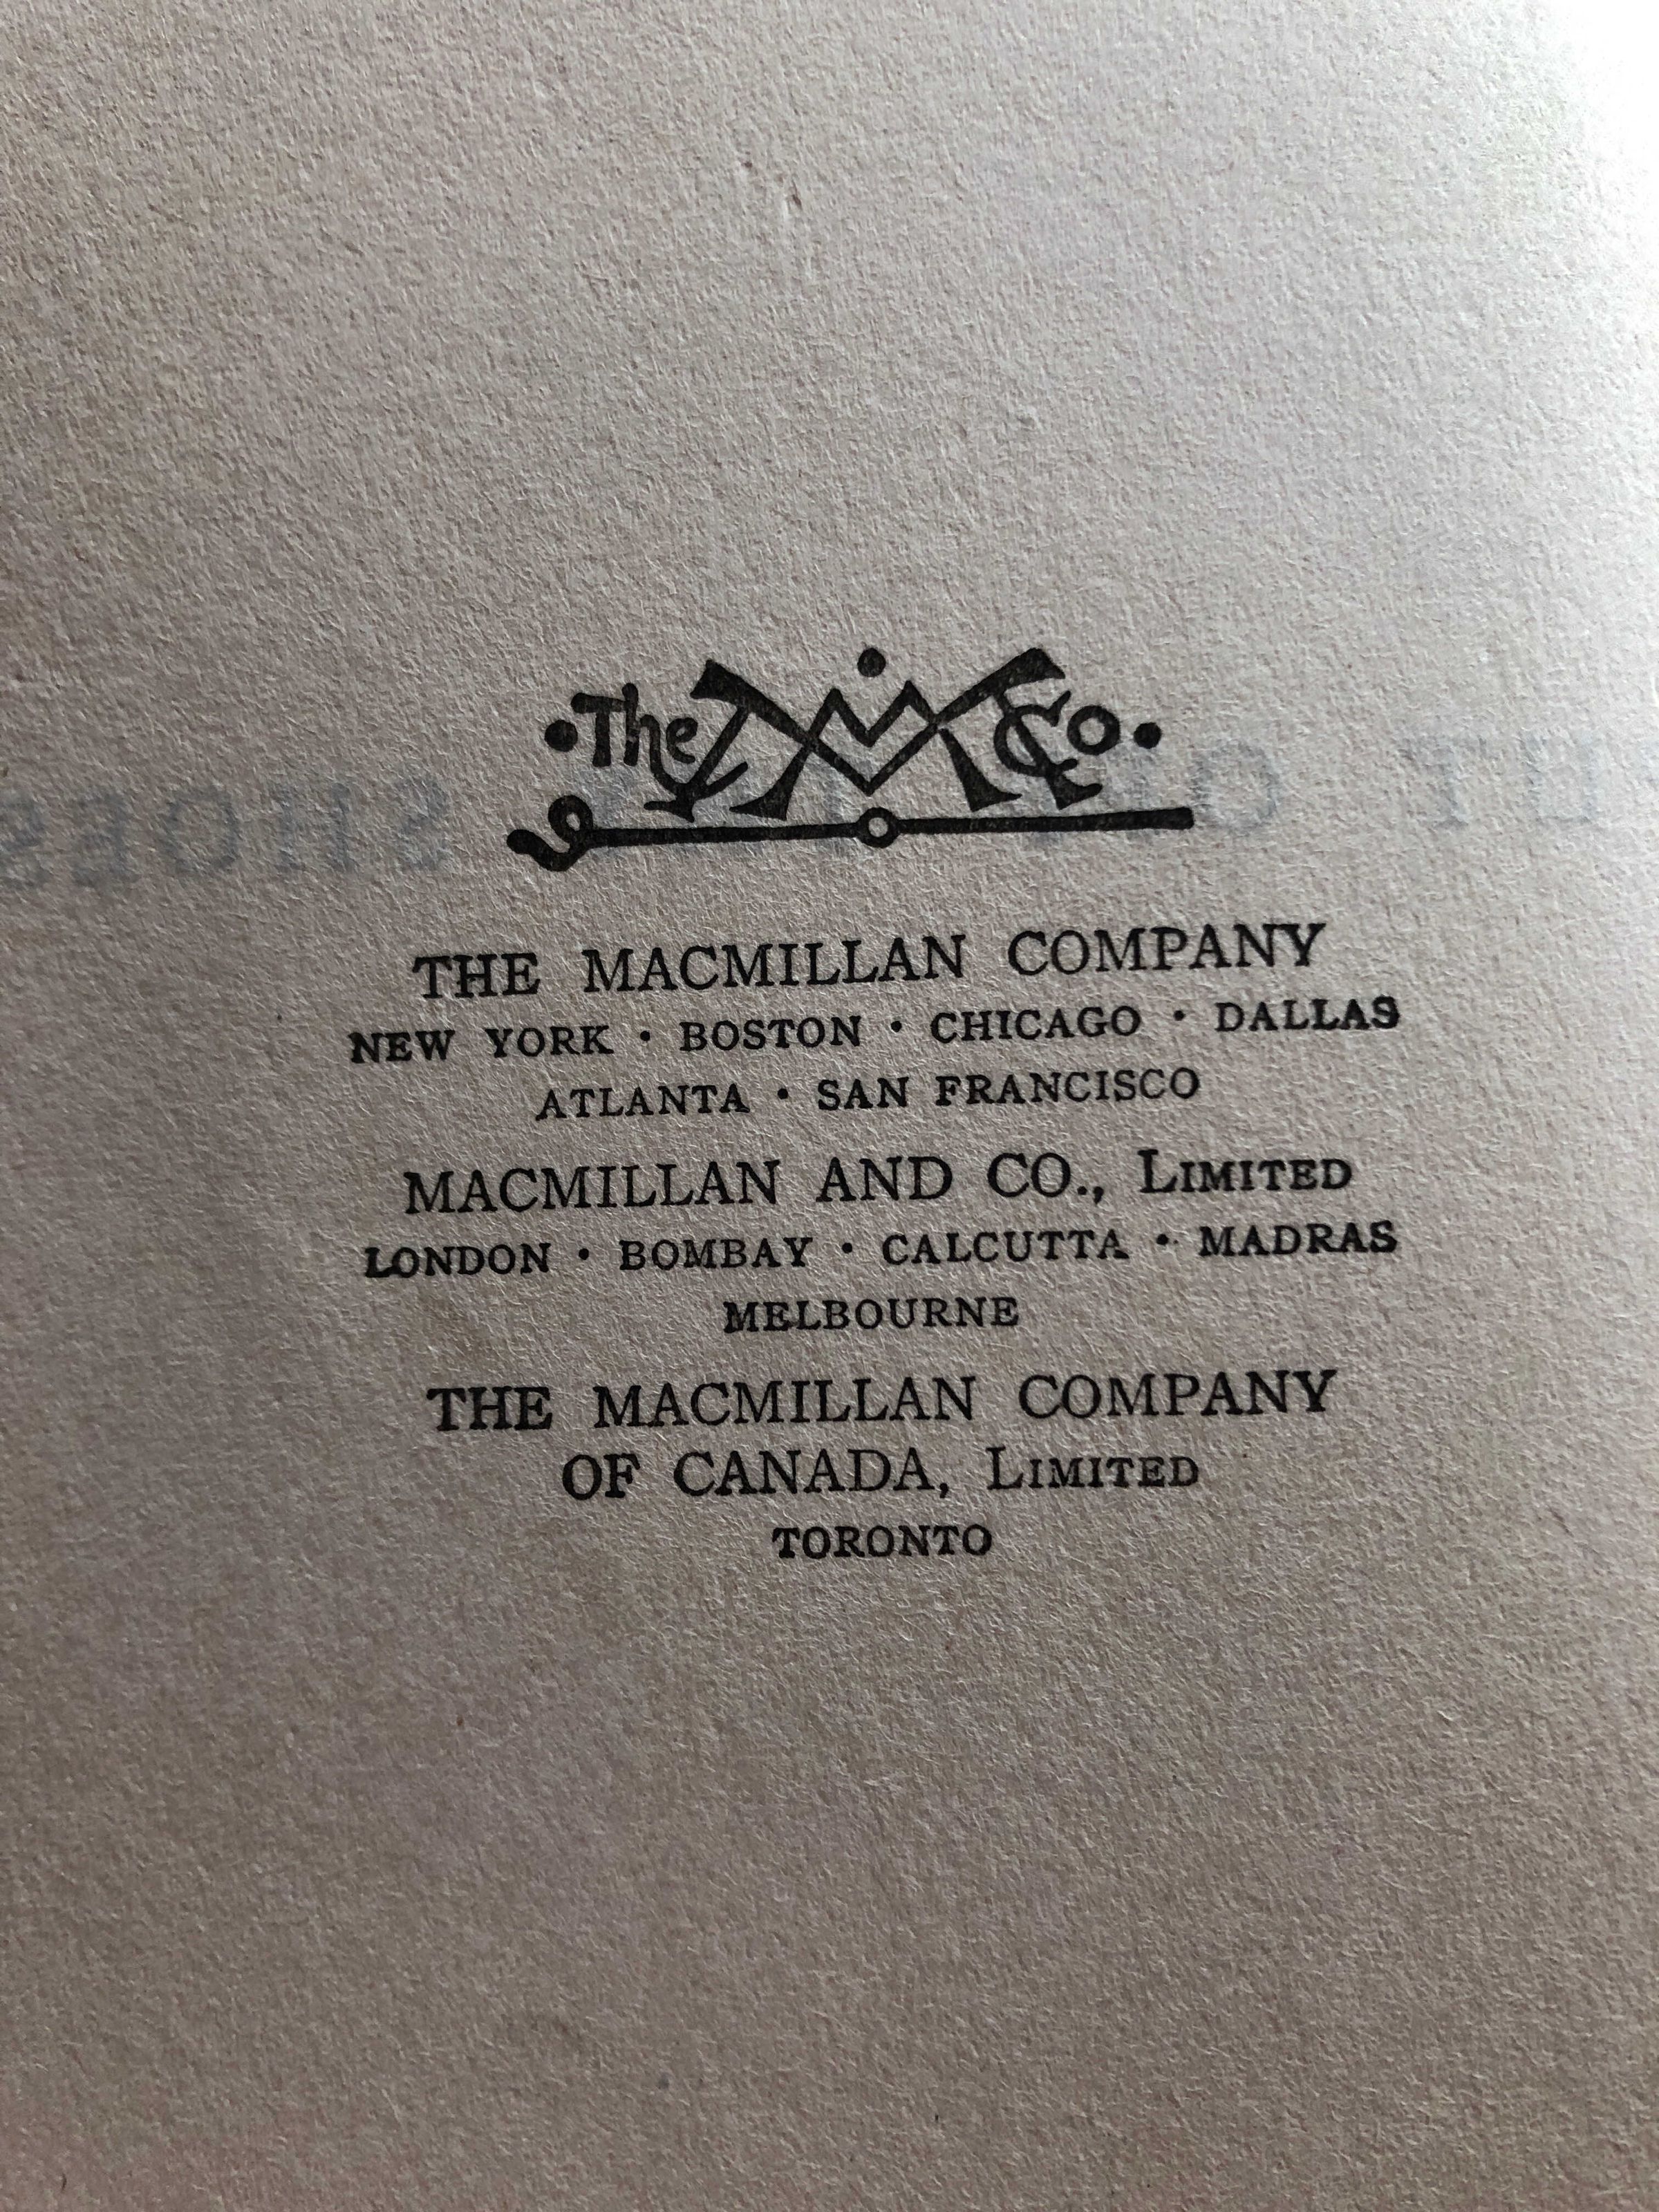 The M Co
THE MACMILLAN COMPANY
NEW YORK • BOSTON • CHICAGO • DALLAS
ATLANTA • SAN FRANCISCO
MACMILLAN AND CO., LIMITED
LONDON • BOMBAY • CALCUTTA • MADRAS
MELBOURNE
THE MACMILLAN COMPANY
OF CANADA, LIMITED
TORONTO